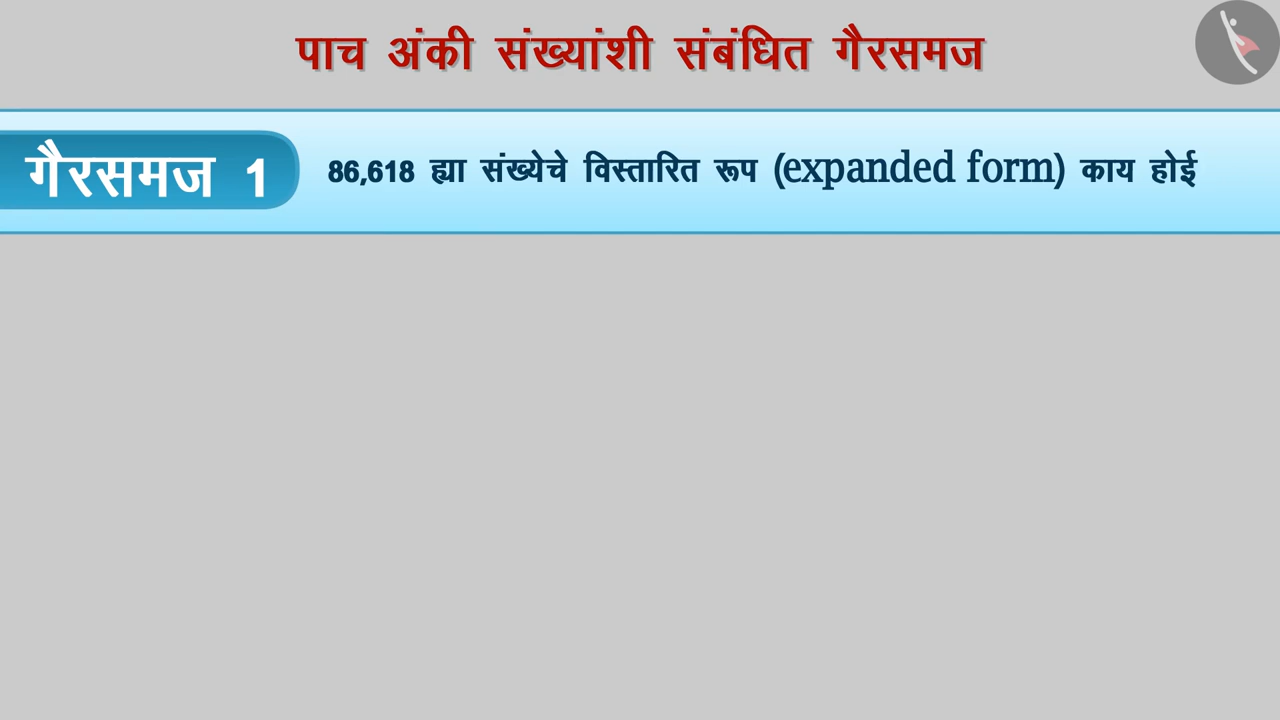 पाच अंकी संख्यांशी संबंधित गैरसमज
गैरसमज 1
86,618 ह्या संख्येचे विस्तारित रूप (expanded form) काय होई